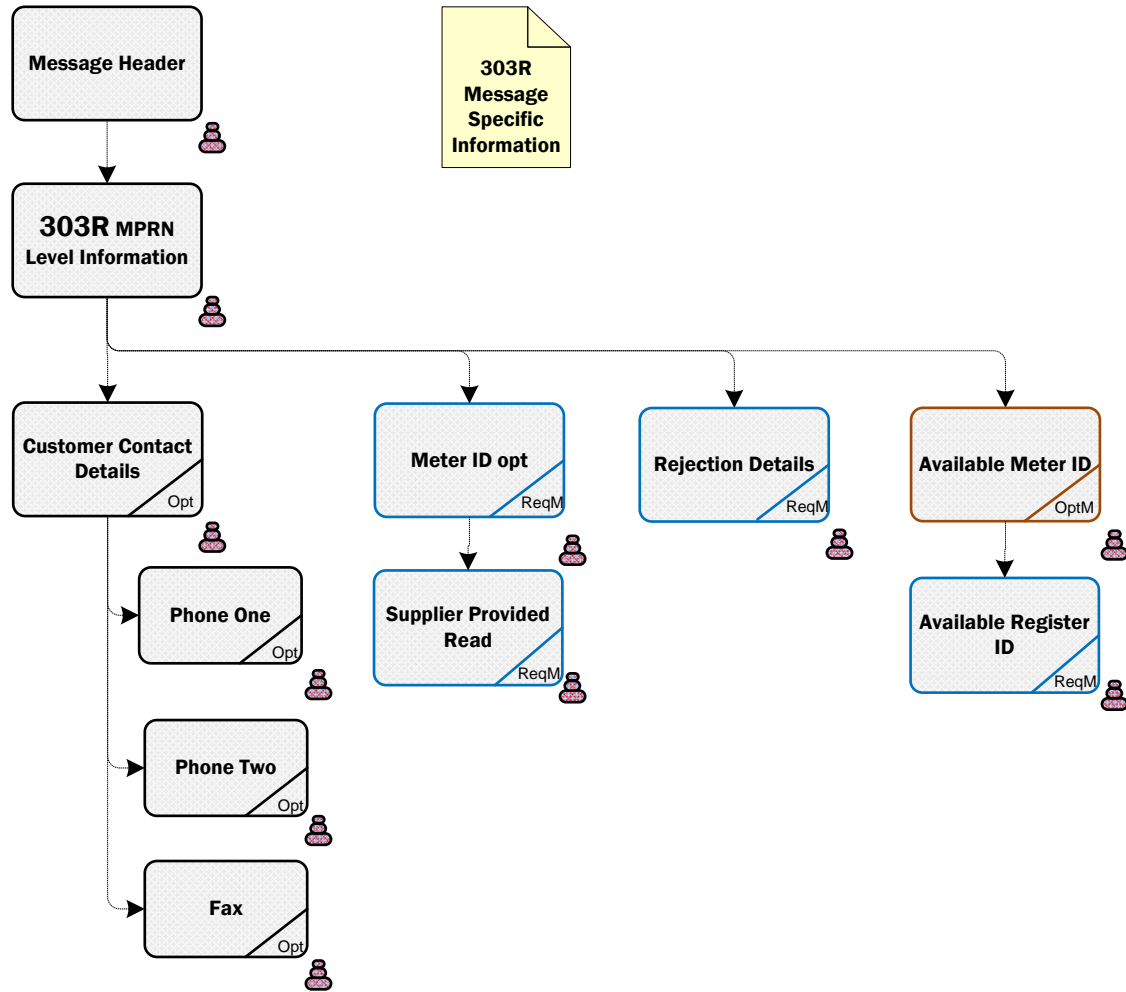 Message Header
303R
Message
Specific
Information
303R MPRN
Level Information
Customer Contact
Details
Opt
Meter ID opt
ReqM
Rejection Details
ReqM
Available Meter ID
OptM
Phone One
Opt
Supplier Provided
Read
ReqM
Available Register
ID
ReqM
Phone Two
Opt
Fax
Opt